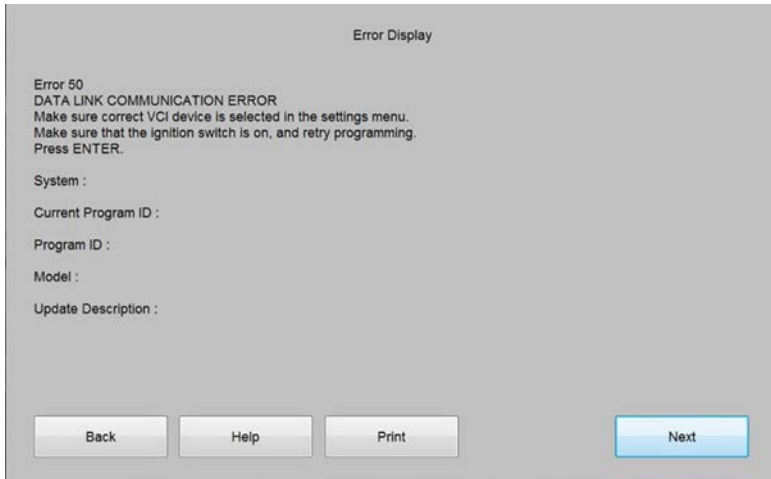 Error Display
Error 50
DATA LINK COMMUNICATION ERROR
Make sure correct VCI device is selected in the settings menu.
Make sure that the ignition switch is on, and retry programming.
Press ENTER.
System :
Current Program ID :
Program ID :
Model :
Update Description :
Back
Help
Print
Next